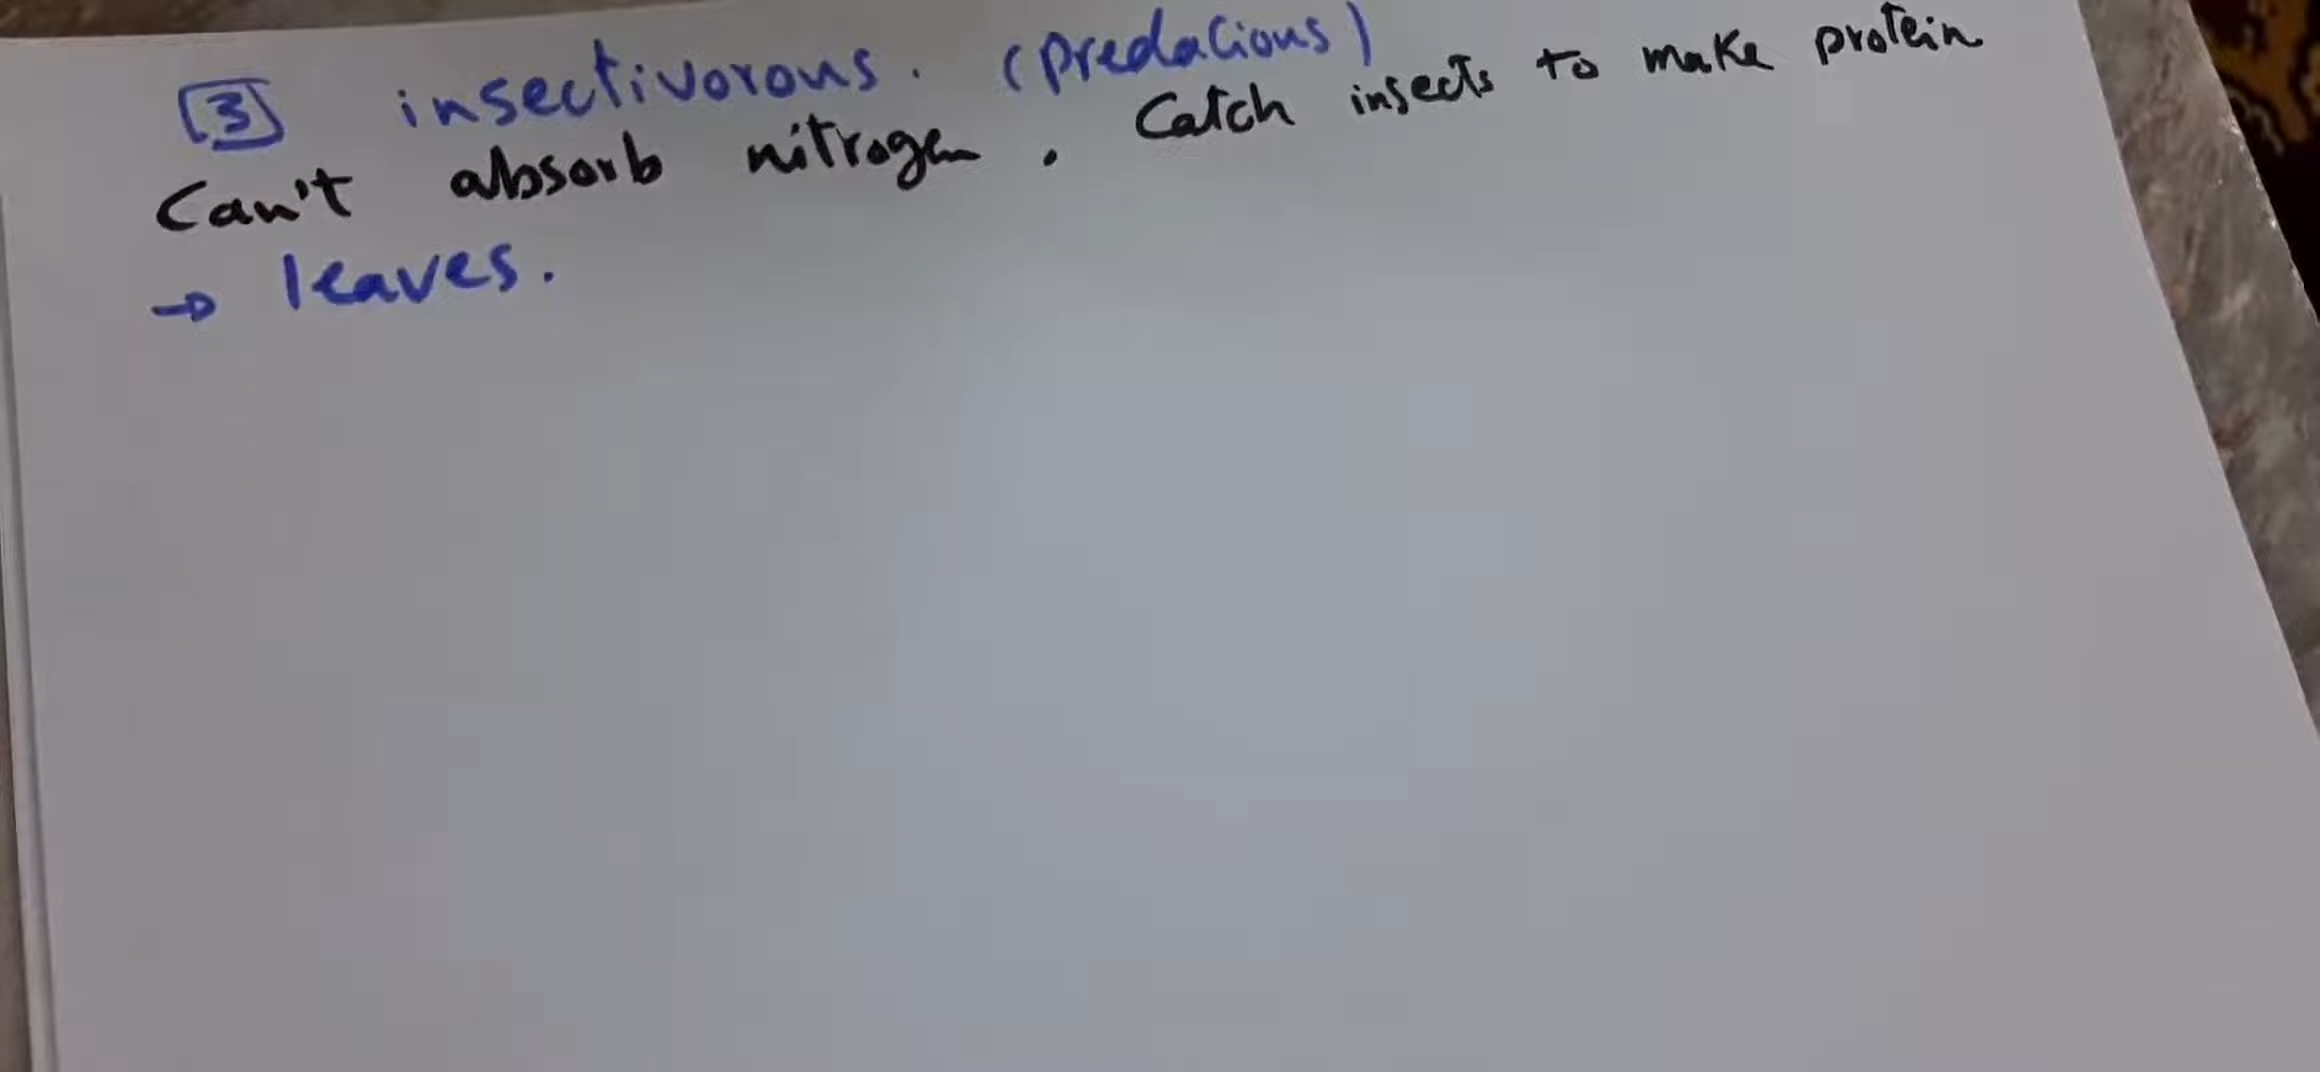 3 insectivorous. (predacious)
Can't absorb nitrogen. Catch insects to make protein
→ leaves.